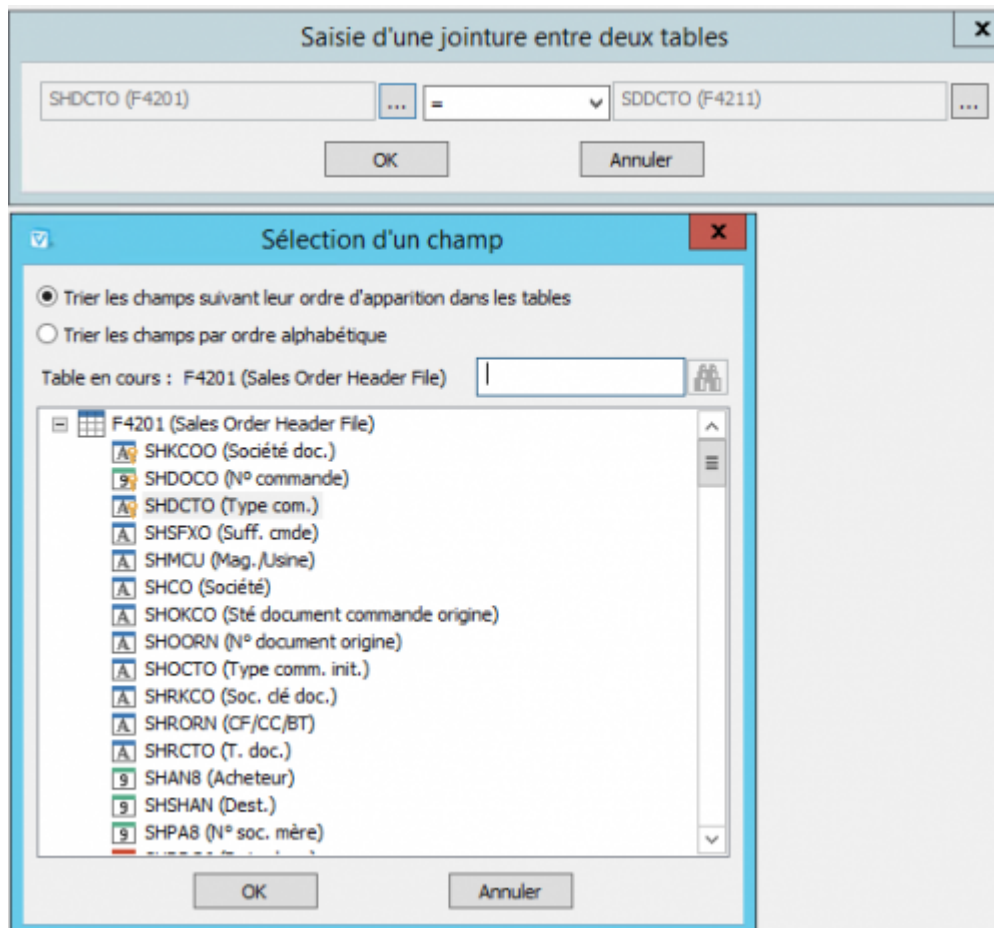 Saisie d'une jointure entre deux tables
x
SHDCTO (F4201) ... = SDDCTO (F4211) ...
OK Annuler
Sélection d'un champ
x
Trier les champs suivant leur ordre d'apparition dans les tables
Trier les champs par ordre alphabétique
Table en cours : F4201 (Sales Order Header File)
F4201 (Sales Order Header File)
SHKCOO (Société doc.)
SHDOCO (Nº commande)
SHDCTO (Type com.)
SHSFXO (Suff. cmde)
SHMCU (Mag./Usine)
SHCO (Société)
SHOKCO (Sté document commande origine)
SHOORN (Nº document origine)
SHOCTO (Type comm. init.)
SHRKCO (Soc. clé doc.)
SHRORN (CF/CC/BT)
SHRCTO (T. doc.)
SHAN8 (Acheteur)
SHSHAN (Dest.)
SHPA8 (Nº soc. mère)
OK Annuler